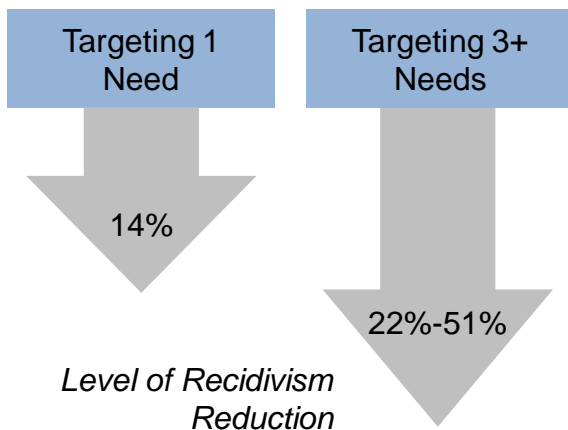 Targeting 1
Need
Targeting 3+
Needs
14%
22%-51%
Level of Recidivism
Reduction